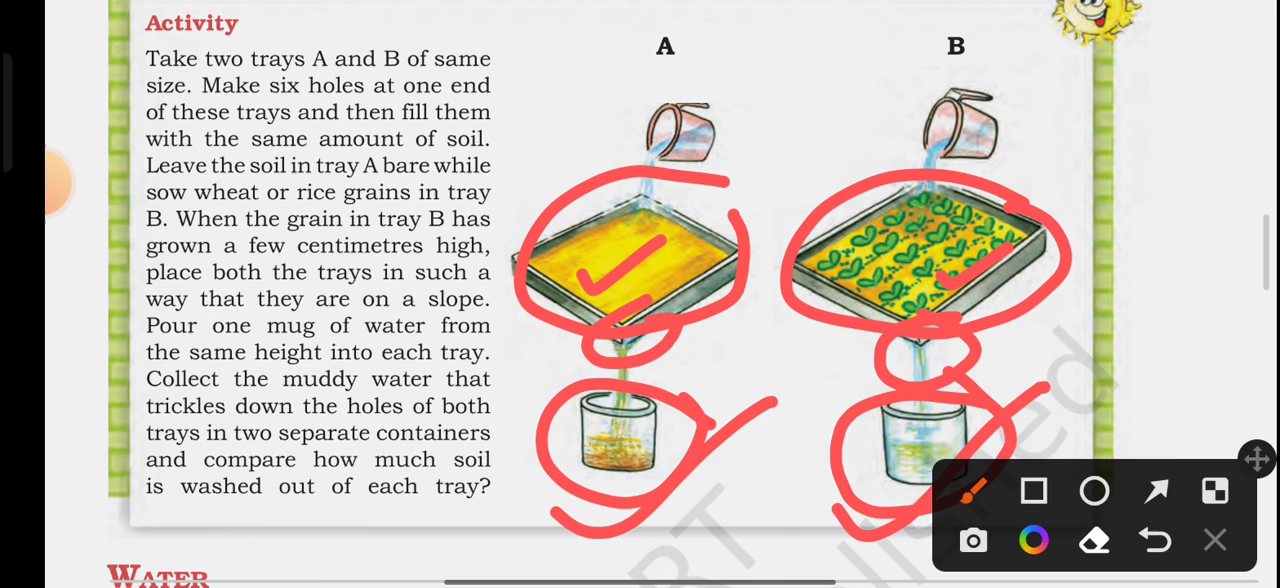 Activity
Take two trays A and B of same
size. Make six holes at one end
of these trays and then fill them
with the same amount of soil.
Leave the soil in tray A bare while
sow wheat or rice grains in tray
B. When the grain in tray B has
grown a few centimetres high,
place both the trays in such a
way that they are on a slope.
Pour one mug of water from
the same height into each tray.
Collect the muddy water that
trickles down the holes of both
trays in two separate containers
and compare how much soil
is washed out of each tray?
A
B
WATER